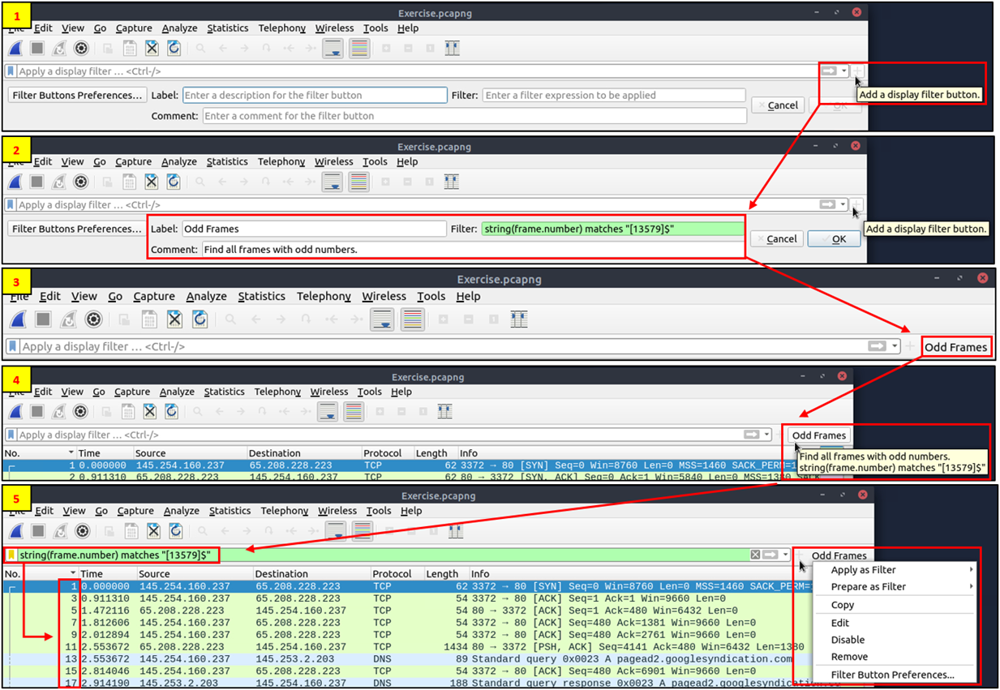 1
Exercise.pcapng
File Edit View Go Capture Analyze Statistics Telephony Wireless Tools Help
Apply a display filter ... <Ctrl-/>
Filter Buttons Preferences... Label: Enter a description for the filter button Filter: Enter a filter expression to be applied
Cancel OK
Add a display filter button.
Comment: Enter a comment for the filter button
2
Exercise.pcapng
File Edit View Go Capture Analyze Statistics Telephony Wireless Tools Help
Apply a display filter ... <Ctrl-/>
Filter Buttons Preferences... Label: Odd Frames Filter: string(frame.number) matches "[13579]$"
Cancel OK
Add a display filter button.
Comment: Find all frames with odd numbers.
3
Exercise.pcapng
File Edit View Go Capture Analyze Statistics Telephony Wireless Tools Help
Apply a display filter ... <Ctrl-/> Odd Frames
4
Exercise.pcapng
File Edit View Go Capture Analyze Statistics Telephony Wireless Tools Help
Apply a display filter ... <Ctrl-/> Odd Frames
No. Time Source Destination Protocol Length Info
1 0.000000 145.254.160.237 65.208.228.223 TCP 62 3372 → 80 [SYN] Seq=0 Win=8760 Len=0 MSS=1460 SACK_PERM=1
2 0.911310 65.208.228.223 145.254.160.237 TCP 62 80 → 3372 [SYN, ACK] Seq=0 Ack=1 Win=5840 Len=0 MSS=1380
Find all frames with odd numbers.
string(frame.number) matches "[13579]$"
5
Exercise.pcapng
File Edit View Go Capture Analyze Statistics Telephony Wireless Tools Help
string(frame.number) matches "[13579]$" Odd Frames
No. Time Source Destination Protocol Length Info
1 0.000000 145.254.160.237 65.208.228.223 TCP 62 3372 → 80 [SYN] Seq=0 Win=8760 Len=0 MSS=1460 SACK_PERM=
3 0.911310 145.254.160.237 65.208.228.223 TCP 54 3372 → 80 [ACK] Seq=1 Ack=1 Win=9660 Len=0
5 1.472116 65.208.228.223 145.254.160.237 TCP 54 80 → 3372 [ACK] Seq=1 Ack=480 Win=6432 Len=0
7 1.812606 145.254.160.237 65.208.228.223 TCP 54 3372 → 80 [ACK] Seq=480 Ack=1381 Win=9660 Len=0
9 2.012894 145.254.160.237 65.208.228.223 TCP 54 3372 → 80 [ACK] Seq=480 Ack=2761 Win=9660 Len=0
11 2.553672 65.208.228.223 145.254.160.237 TCP 1434 80 → 3372 [PSH, ACK] Seq=4141 Ack=480 Win=6432 Len=1380
13 2.553672 145.254.160.237 145.253.2.203 DNS 89 Standard query 0x0023 A pagead2.googlesyndication.com
15 2.814046 145.254.160.237 65.208.228.223 TCP 54 3372 → 80 [ACK] Seq=480 Ack=6901 Win=9660 Len=0
17 2.914190 145.253.2.203 145.254.160.237 DNS 188 Standard query response 0x0023 A pagead2.googlesyndication.
Apply as Filter
Prepare as Filter
Copy
Edit
Disable
Remove
Filter Button Preferences...